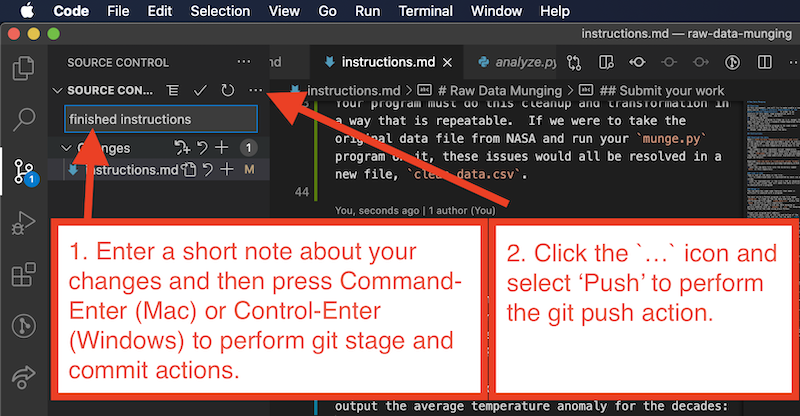 Code File Edit Selection View Go Run Terminal Window Help
instructions.md — raw-data-munging
SOURCE CONTROL
instructions.md
analyze.py
SOURCE CON...
instructions.md > # Raw Data Munging > ## Submit your work
finished instructions
Changes
1
instructions.md
M
1
Your program must do this cleanup and transformation in
a way that is repeatable. If we were to take the
original data file from NASA and run your `munge.py`
program on it, these issues would all be resolved in a
new file, `clean_data.csv`.
44
You, seconds ago | 1 author (You)
1. Enter a short note about your
changes and then press Command-
Enter (Mac) or Control-Enter
(Windows) to perform git stage and
commit actions.
2. Click the `...` icon and
select ‘Push’ to perform
the git push action.
output the average temperature anomaly for the decades: